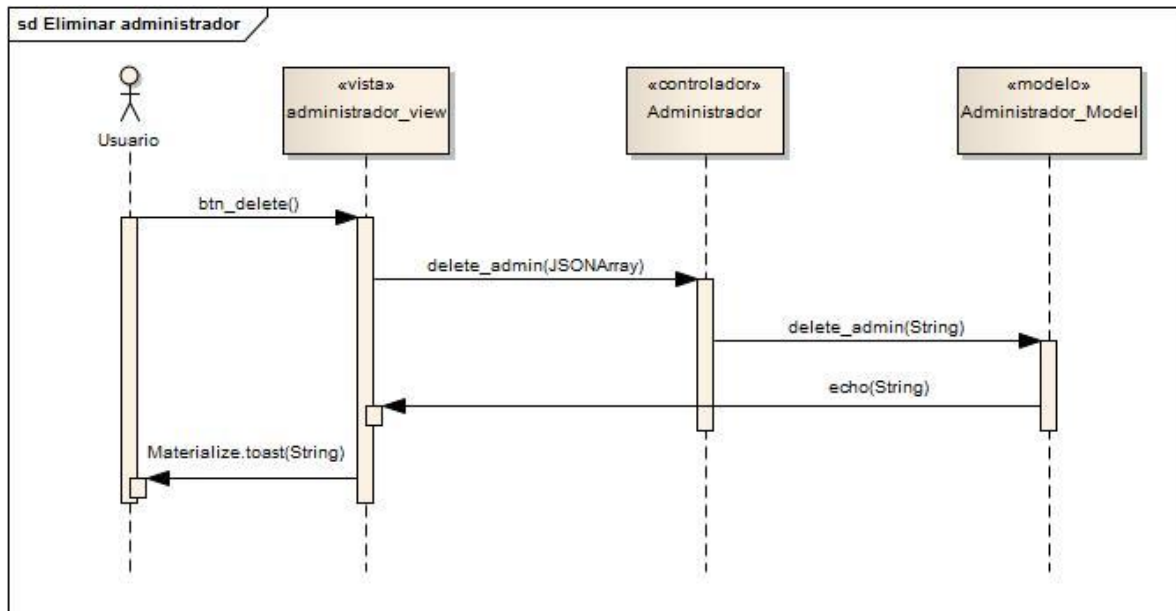 sd Eliminar administrador
Usuario
«vista»
administrador_view
«controlador»
Administrador
«modelo»
Administrador_Model
btn_delete()
delete_admin(JSONArray)
delete_admin(String)
echo(String)
Materialize.toast(String)